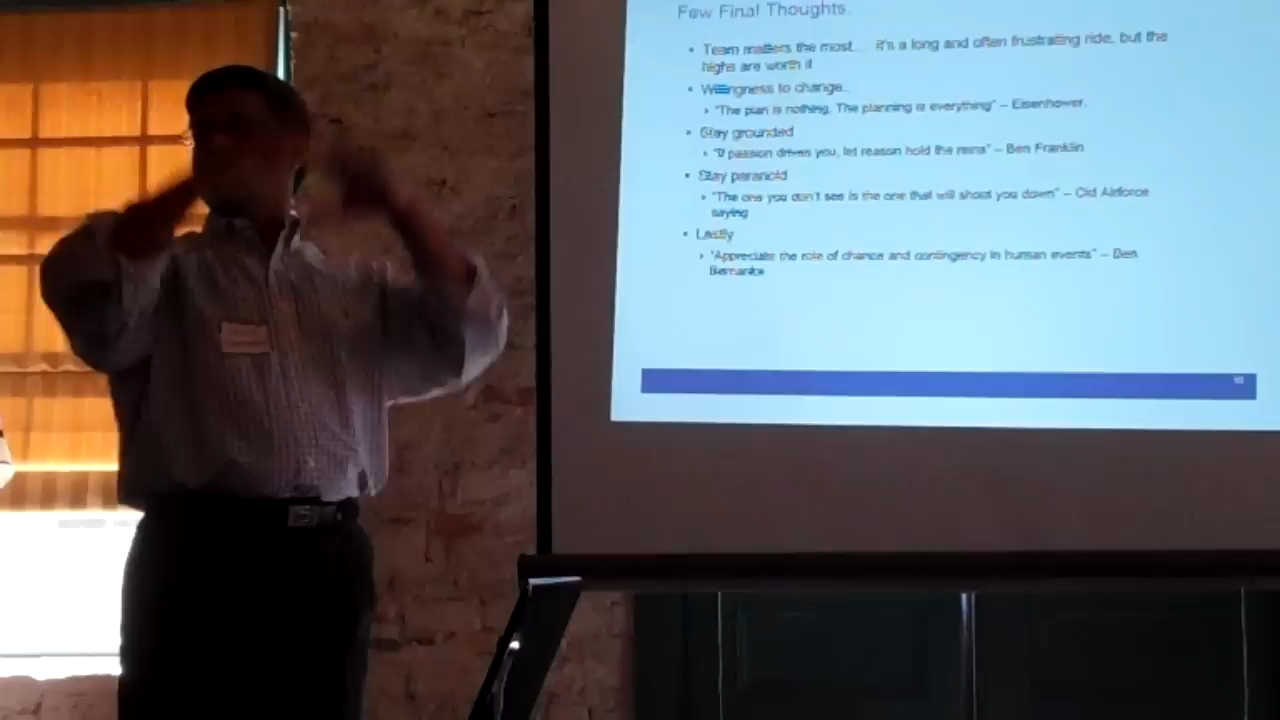 Few Final Thoughts.
• Team matters the most... it's a long and often frustrating ride, but the
highs are worth it
• Willingness to change.
• "The plan is nothing. The planning is everything" – Eisenhower.
• Stay grounded
• "If passion drives you, let reason hold the reins" – Ben Franklin
• Stay paranoid
• "The one you don't see is the one that will shoot you down" – Old Airforce
saying
• Lastly
• "Appreciate the role of chance and contingency in human events" – Ben
Bernanke